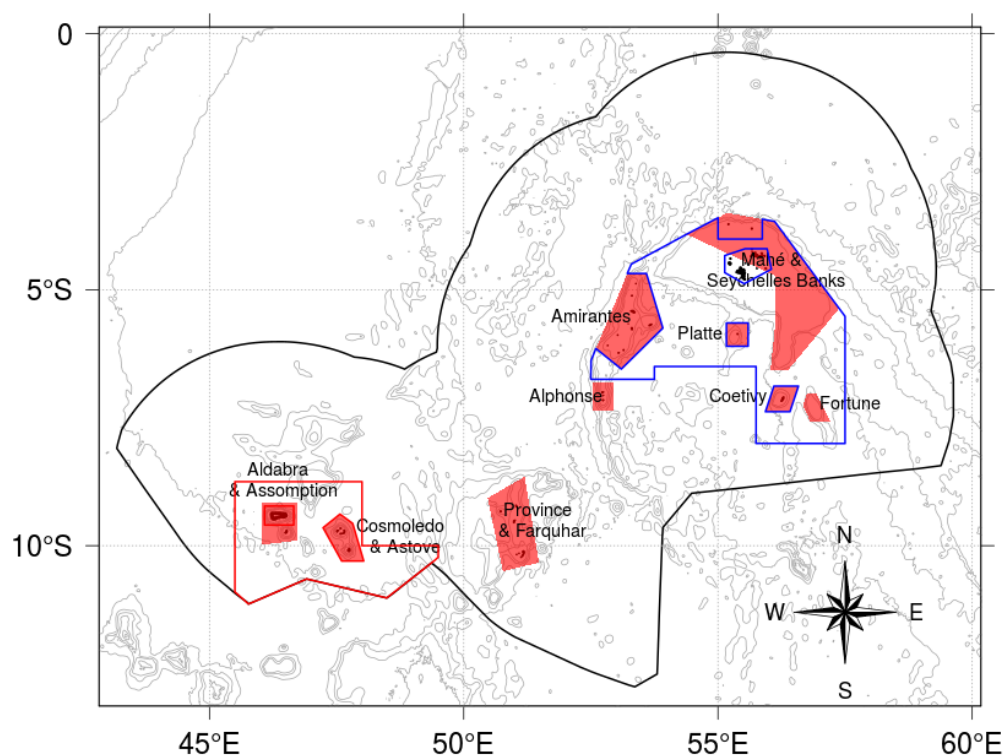 0
5°S
10°S
45°E
50°E
55°E
60°E
Mahé &
Seychelles Banks
Amirantes
Platte
Alphonse
Coetivy
Fortune
Aldabra
& Assomption
Cosmoledo
& Astove
Province
& Farquhar
N
W
E
S